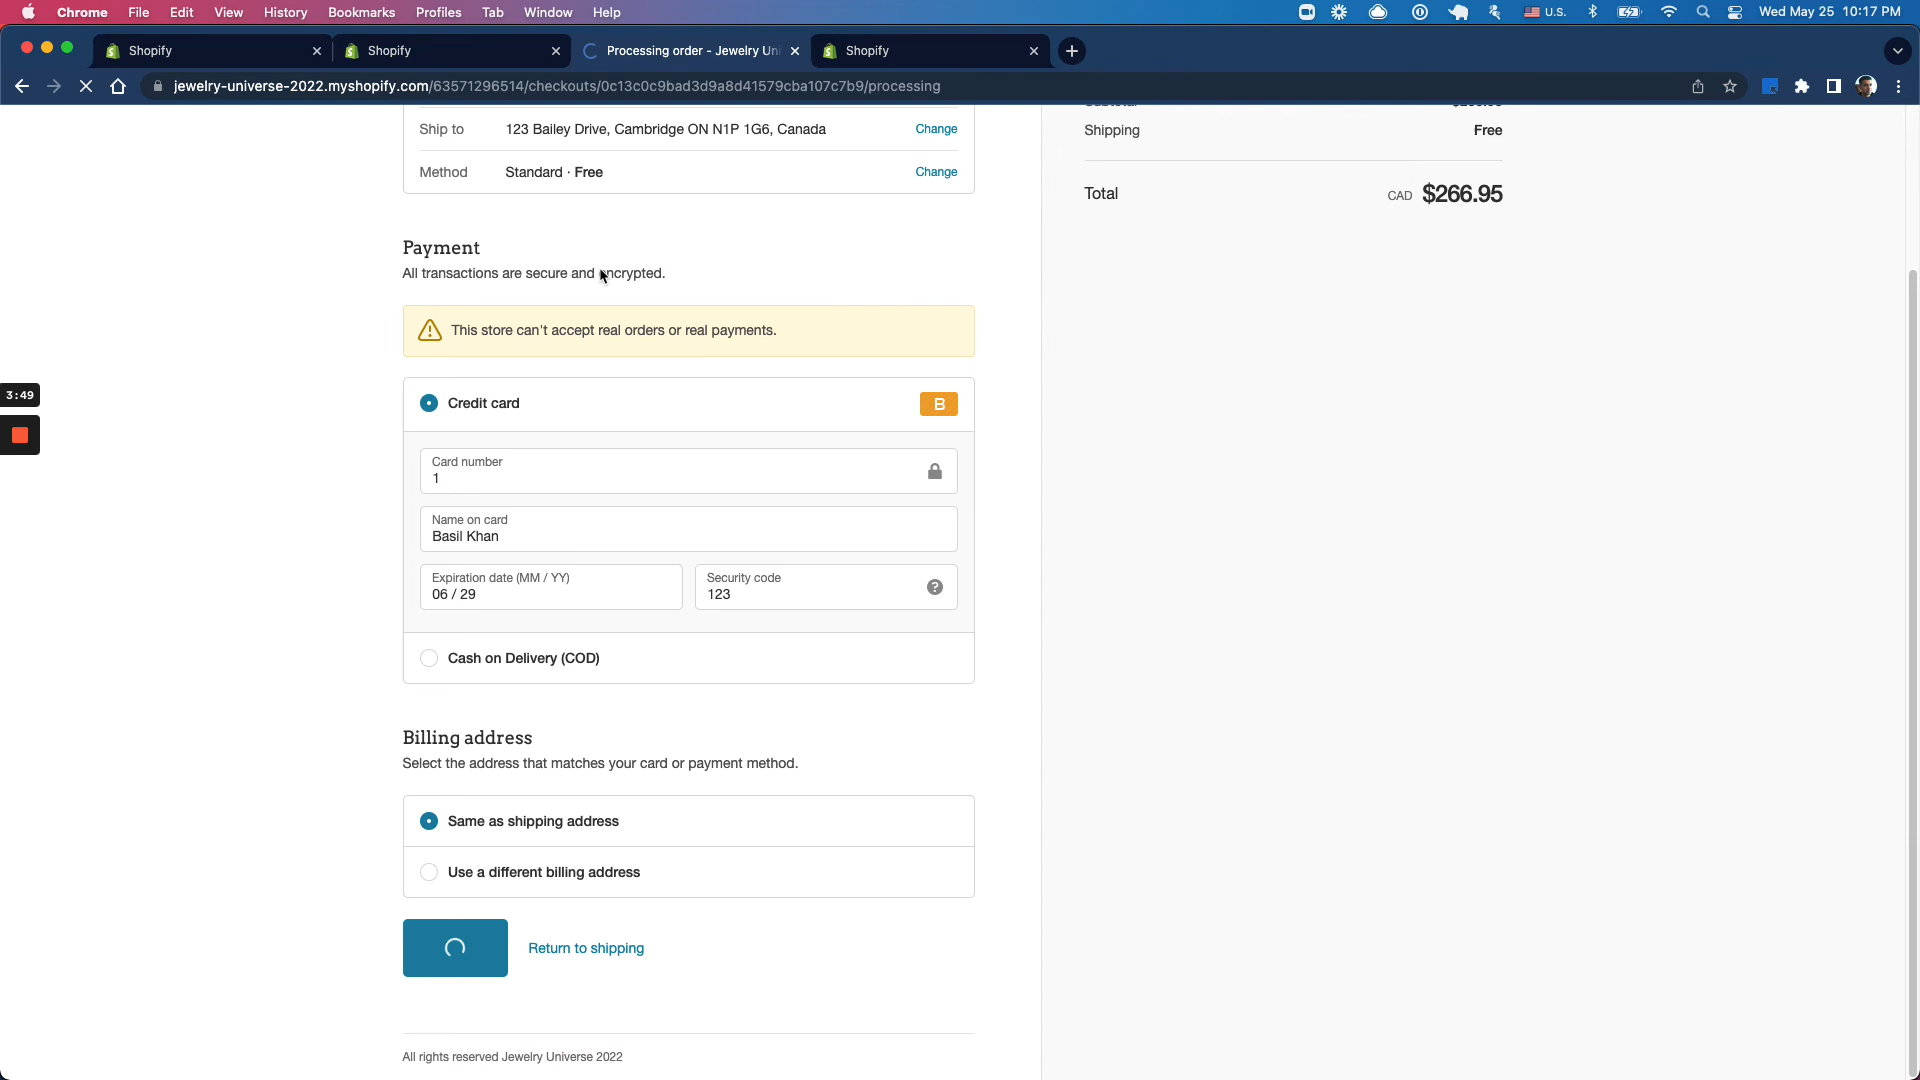 Chrome File Edit View History Bookmarks Profiles Tab Window Help U.S. Wed May 25 10:17 PM
Shopify Shopify Processing order - Jewelry Un Shopify
jewelry-universe-2022.myshopify.com/63571296514/checkouts/0c13c0c9bad3d9a8d41579cba107c7b9/processing
Ship to 123 Bailey Drive, Cambridge ON N1P 1G6, Canada Change
Method Standard · Free Change
Shipping Free
Total CAD $266.95
Payment
All transactions are secure and encrypted.
This store can't accept real orders or real payments.
3:49
Credit card B
Card number
1
Name on card
Basil Khan
Expiration date (MM / YY)
06 / 29
Security code
123
Cash on Delivery (COD)
Billing address
Select the address that matches your card or payment method.
Same as shipping address
Use a different billing address
Return to shipping
All rights reserved Jewelry Universe 2022